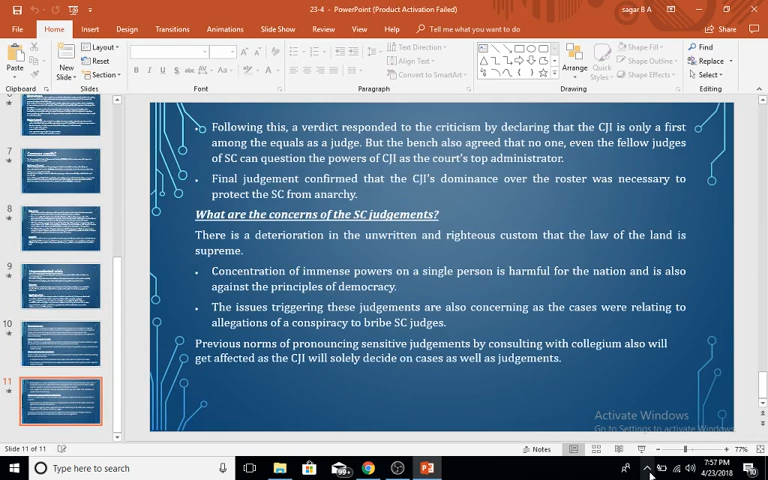 23-4 - PowerPoint (Product Activation Failed)
sagar B A
File Home Insert Design Transitions Animations Slide Show Review View Tell me what you want to do
Share
Paste
Clipboard
New Slide
Layout
Reset
Section
Slides
B I U S abc AV Aa A
Font
Paragraph
Text Direction
Align Text
Convert to SmartArt
Arrange
Quick Styles
Shape Fill
Shape Outline
Shape Effects
Drawing
Find
Replace
Select
Editing
7
8
9
10
11
Following this, a verdict responded to the criticism by declaring that the CJI is only a first
among the equals as a judge. But the bench also agreed that no one, even the fellow judges
of SC can question the powers of CJI as the court's top administrator.
Final judgement confirmed that the CJI's dominance over the roster was necessary to
protect the SC from anarchy.
What are the concerns of the SC judgements?
There is a deterioration in the unwritten and righteous custom that the law of the land is
supreme.
Concentration of immense powers on a single person is harmful for the nation and is also
against the principles of democracy.
The issues triggering these judgements are also concerning as the cases were relating to
allegations of a conspiracy to bribe SC judges.
Previous norms of pronouncing sensitive judgements by consulting with collegium also will
get affected as the CJI will solely decide on cases as well as judgements.
Activate Windows
Go to Settings to activate Windows.
Slide 11 of 11
Notes
77%
Type here to search
99+
7:57 PM
4/23/2018
10